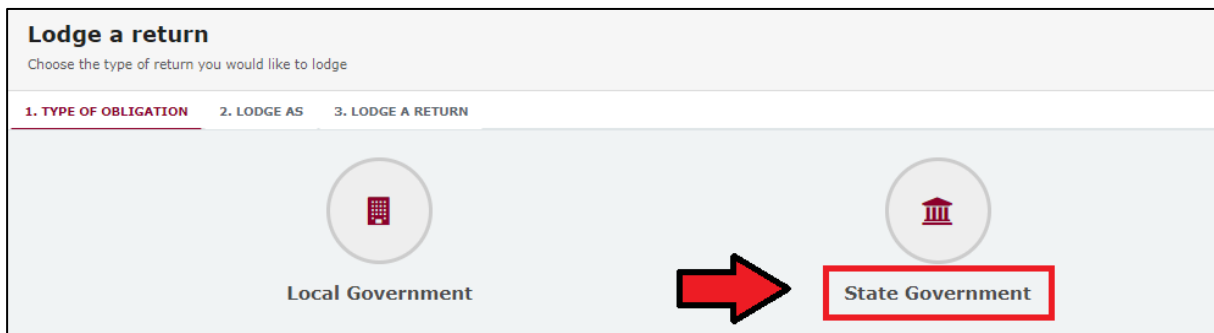 Lodge a return
Choose the type of return you would like to lodge
1. TYPE OF OBLIGATION 2. LODGE AS 3. LODGE A RETURN
Local Government State Government